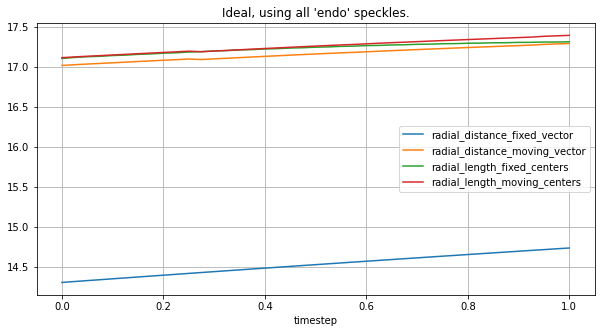 Ideal, using all 'endo' speckles.
17.5
17.0
16.5
16.0
15.5
15.0
14.5
radial_distance_fixed_vector
radial_distance_moving_vector
radial_length_fixed_centers
radial_length_moving_centers
0.0 0.2 0.4 0.6 0.8 1.0
timestep